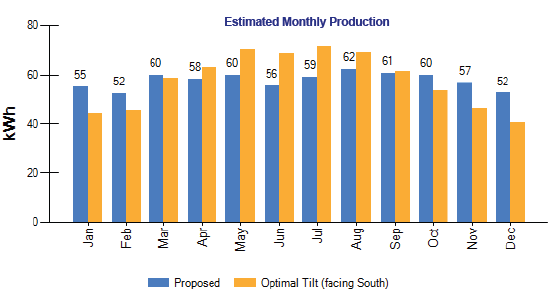 Estimated Monthly Production
kWh
80
60
40
20
0
55 52 60 58 60 56 59 62 61 60 57 52
Jan Feb Mar Apr May Jun Jul Aug Sep Oct Nov Dec
Proposed Optimal Tilt (facing South)